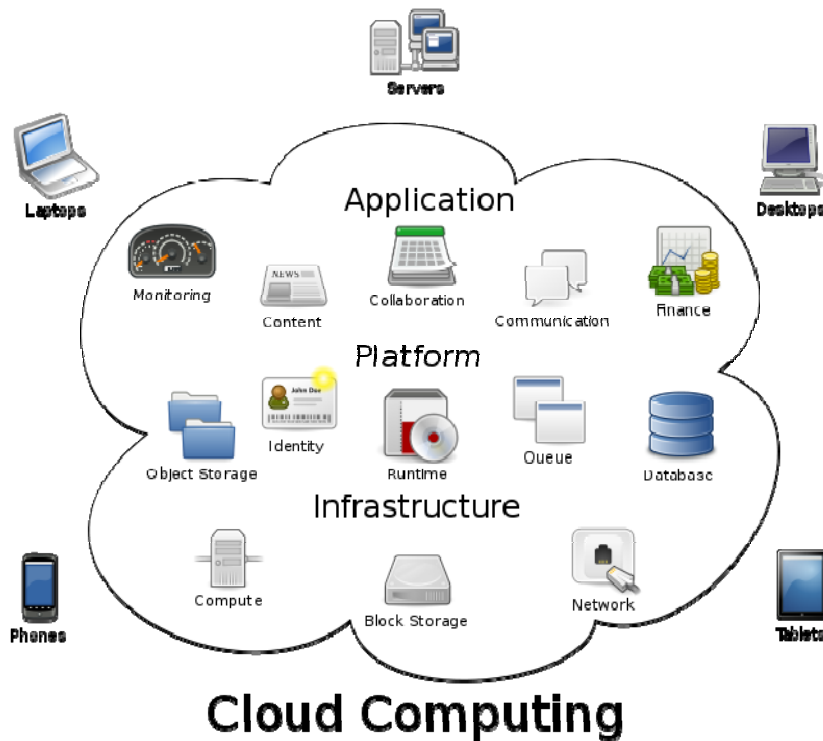 Servers
Laptops
Desktops
Application
Monitoring
Content
NEWS
Collaboration
Communication
Finance
Platform
Object Storage
John Doe
Identity
Runtime
Queue
Database
Infrastructure
Compute
Block Storage
Network
Phones
Tablets
Cloud Computing